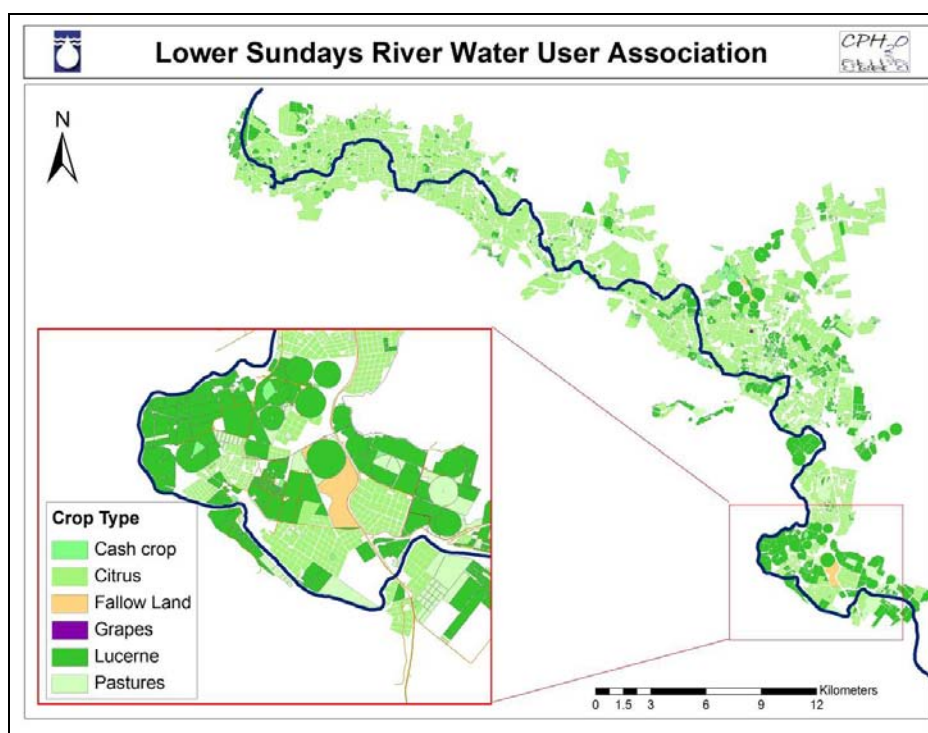 Lower Sundays River Water User Association
CPH2O
N
Crop Type
Cash crop
Citrus
Fallow Land
Grapes
Lucerne
Pastures
Kilometers
0 1.5 3 6 9 12